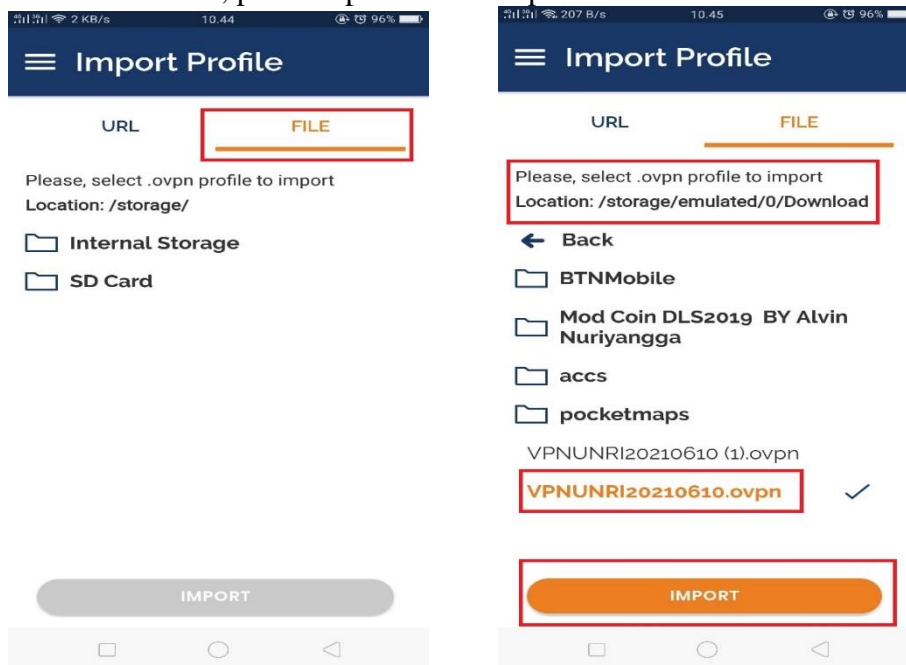 2 KB/s 10.44 96%
Import Profile
URL FILE
Please, select .ovpn profile to import
Location: /storage/
Internal Storage
SD Card
IMPORT
207 B/s 10.45 96%
Import Profile
URL FILE
Please, select .ovpn profile to import
Location: /storage/emulated/0/Download
Back
BTNMobile
Mod Coin DLS2019 BY Alvin
Nuriyangga
accs
pocketmaps
VPNUNRI20210610 (1).ovpn
VPNUNRI20210610.ovpn
IMPORT